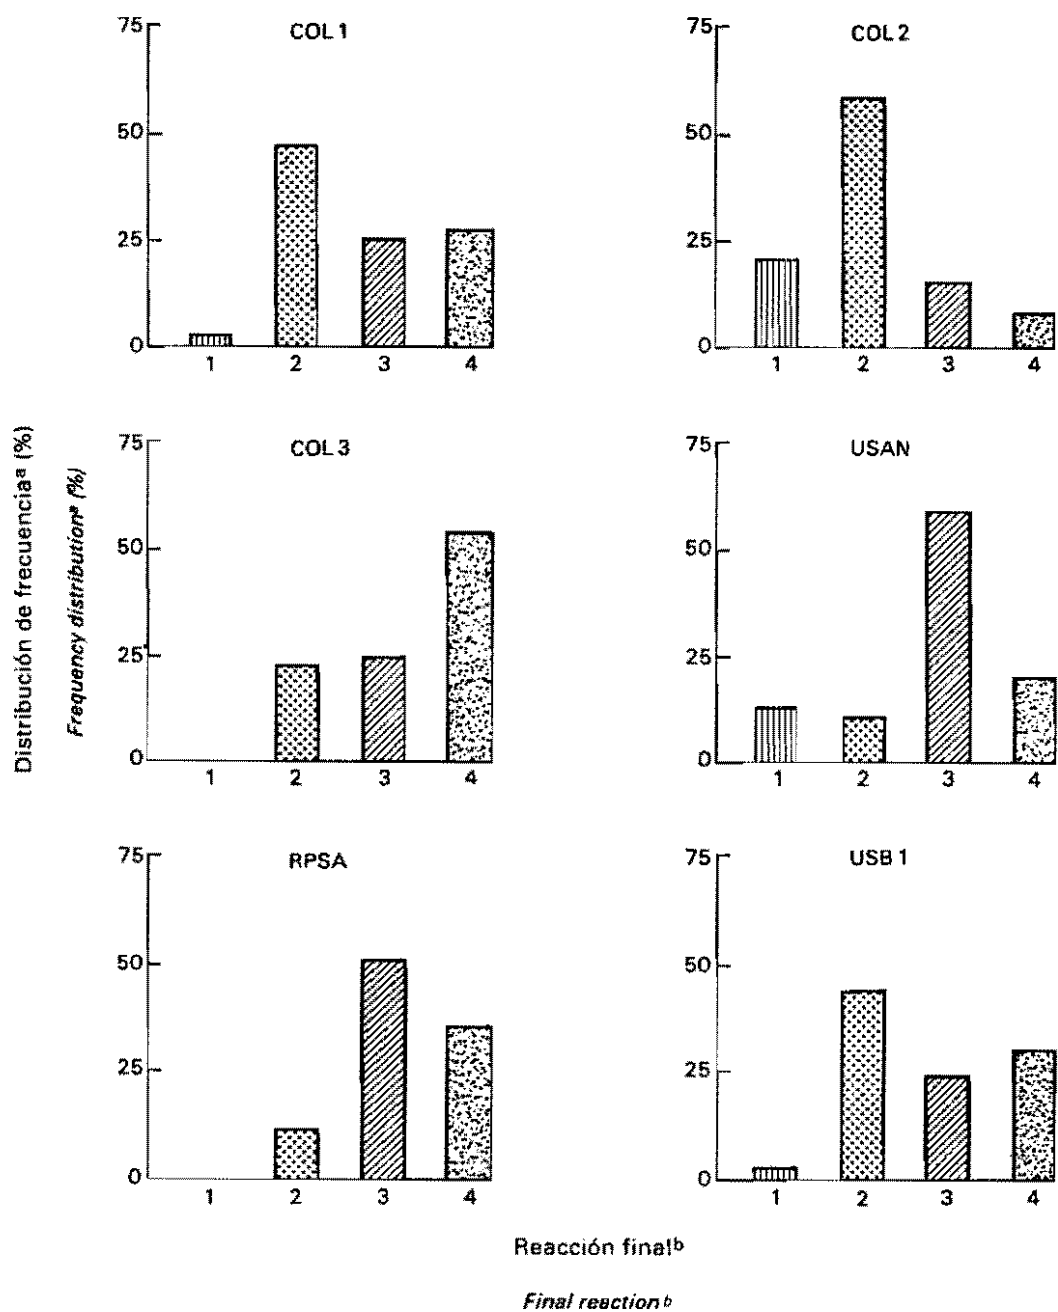 COL 1
75
50
25
0
1 2 3 4
COL 2
75
50
25
0
1 2 3 4
Distribución de frecuenciaª (%)
Frequency distributionª (%)
COL 3
75
50
25
0
1 2 3 4
USAN
75
50
25
0
1 2 3 4
RPSA
75
50
25
0
1 2 3 4
USB 1
75
50
25
0
1 2 3 4
Reacción finalᵇ
Final reactionᵇ